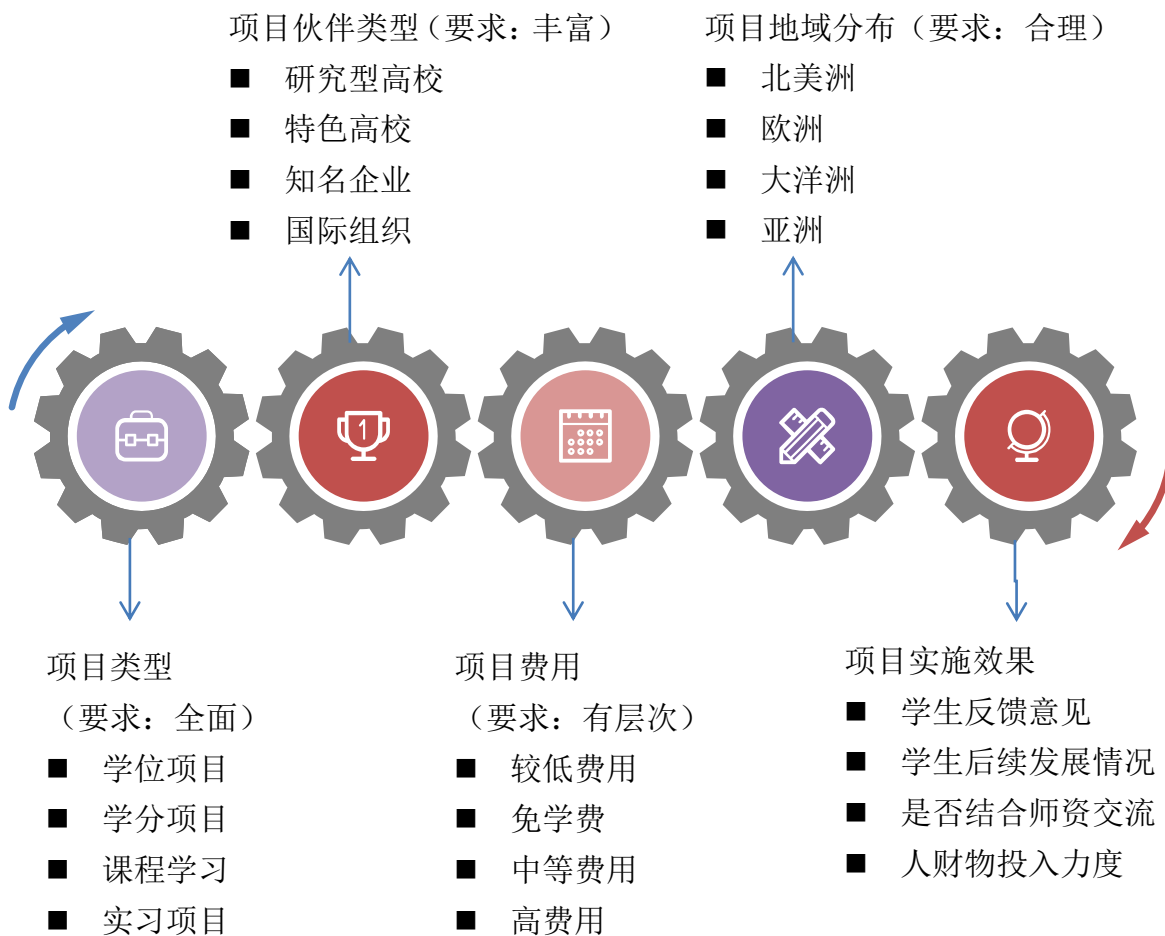 项目伙伴类型（要求：丰富）
■ 研究型高校
■ 特色高校
■ 知名企业
■ 国际组织
项目地域分布（要求：合理）
■ 北美洲
■ 欧洲
■ 大洋洲
■ 亚洲
1
项目类型
（要求：全面）
■ 学位项目
■ 学分项目
■ 课程学习
■ 实习项目
项目费用
（要求：有层次）
■ 较低费用
■ 免学费
■ 中等费用
■ 高费用
项目实施效果
■ 学生反馈意见
■ 学生后续发展情况
■ 是否结合师资交流
■ 人财物投入力度